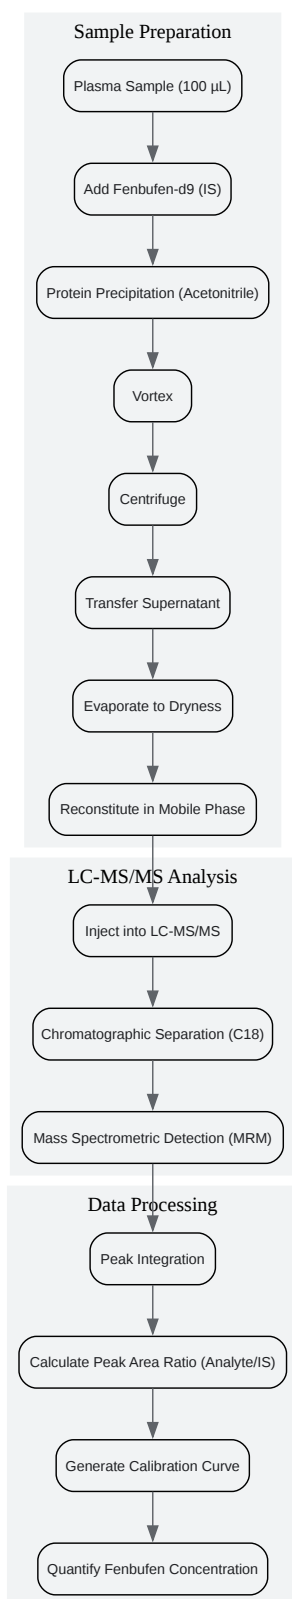 Sample Preparation
Plasma Sample (100 µL)
Add Fenbufen-d9 (IS)
Protein Precipitation (Acetonitrile)
Vortex
Centrifuge
Transfer Supernatant
Evaporate to Dryness
Reconstitute in Mobile Phase
LC-MS/MS Analysis
Inject into LC-MS/MS
Chromatographic Separation (C18)
Mass Spectrometric Detection (MRM)
Data Processing
Peak Integration
Calculate Peak Area Ratio (Analyte/IS)
Generate Calibration Curve
Quantify Fenbufen Concentration